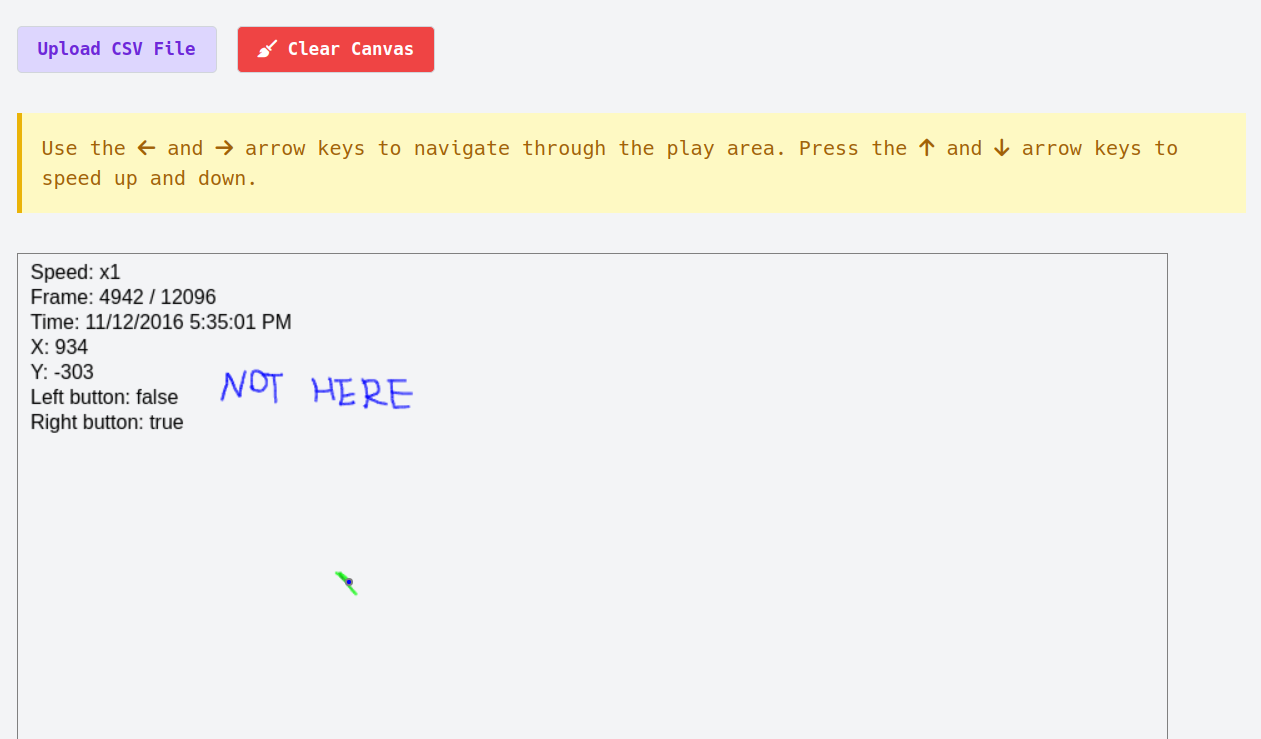 Upload CSV File
Clear Canvas
Use the ← and → arrow keys to navigate through the play area. Press the ↑ and ↓ arrow keys to
speed up and down.
Speed: x1
Frame: 4942 / 12096
Time: 11/12/2016 5:35:01 PM
X: 934
Y: -303
Left button: false
Right button: true
NOT HERE